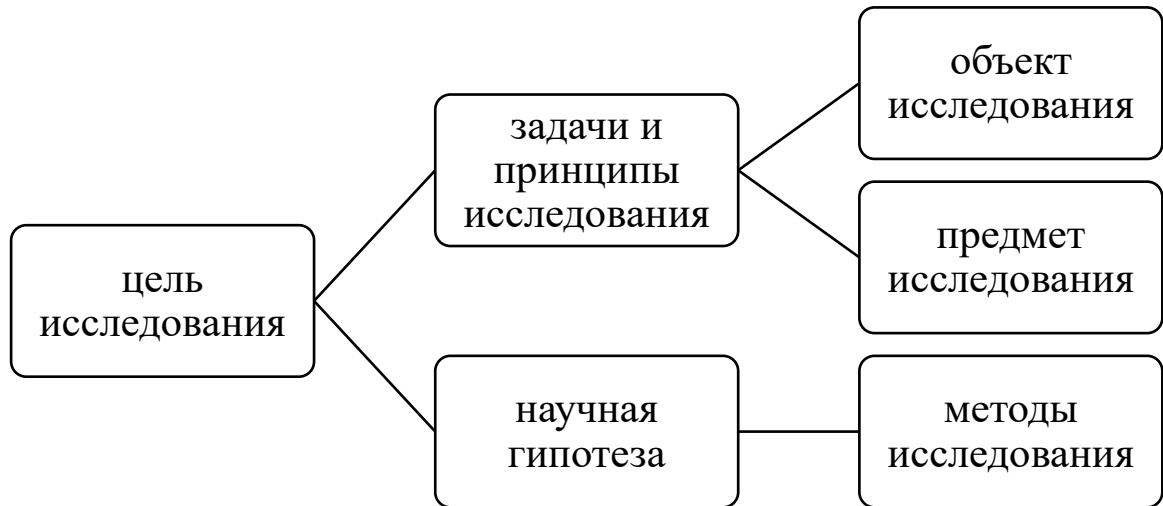 цель
исследования
задачи и
принципы
исследования
научная
гипотеза
объект
исследования
предмет
исследования
методы
исследования